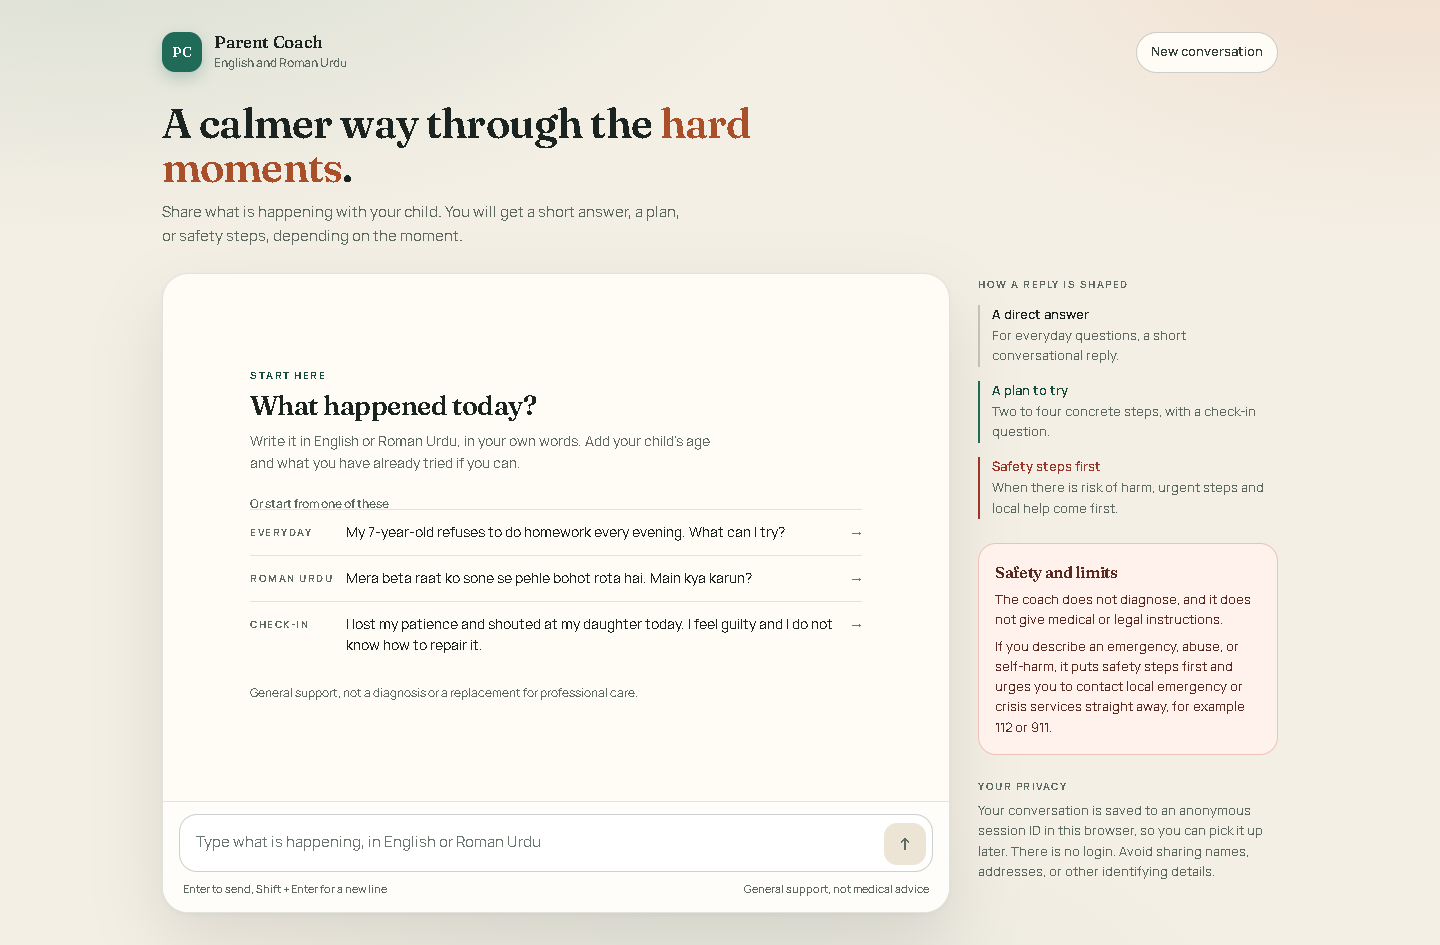 PC
Parent Coach
English and Roman Urdu
New conversation
A calmer way through the hard
moments.
Share what is happening with your child. You will get a short answer, a plan,
or safety steps, depending on the moment.
START HERE
What happened today?
Write it in English or Roman Urdu, in your own words. Add your child's age
and what you have already tried if you can.
Or start from one of these
EVERYDAY My 7-year-old refuses to do homework every evening. What can I try? →
ROMAN URDU Mera beta raat ko sone se pehle bohot rota hai. Main kya karun? →
CHECK-IN I lost my patience and shouted at my daughter today. I feel guilty and I do not →
know how to repair it.
General support, not a diagnosis or a replacement for professional care.
Type what is happening, in English or Roman Urdu
↑
Enter to send, Shift + Enter for a new line
General support, not medical advice
HOW A REPLY IS SHAPED
A direct answer
For everyday questions, a short
conversational reply.
A plan to try
Two to four concrete steps, with a check-in
question.
Safety steps first
When there is risk of harm, urgent steps and
local help come first.
Safety and limits
The coach does not diagnose, and it does
not give medical or legal instructions.
If you describe an emergency, abuse, or
self-harm, it puts safety steps first and
urges you to contact local emergency or
crisis services straight away, for example
112 or 911.
YOUR PRIVACY
Your conversation is saved to an anonymous
session ID in this browser, so you can pick it up
later. There is no login. Avoid sharing names,
addresses, or other identifying details.